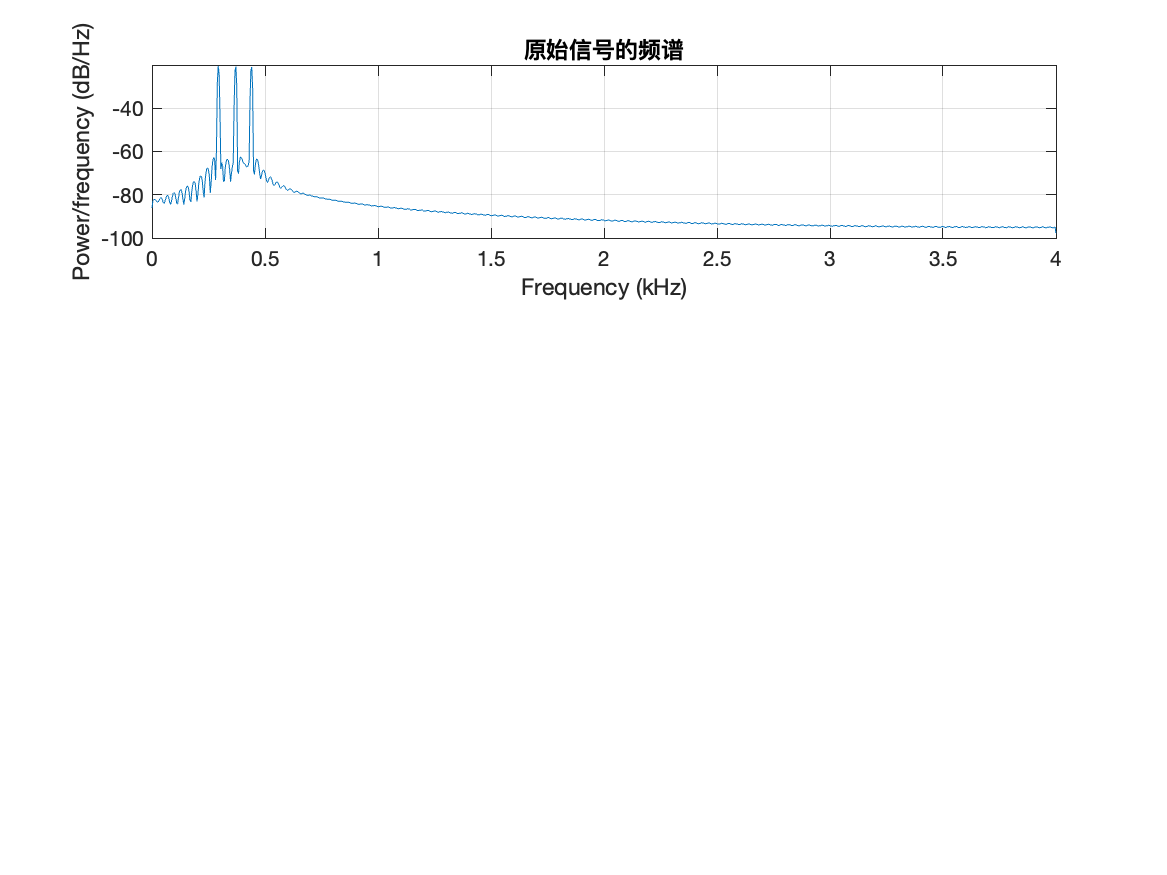 原始信号的频谱
Power/frequency (dB/Hz)
-40
-60
-80
-100
0 0.5 1 1.5 2 2.5 3 3.5 4
Frequency (kHz)